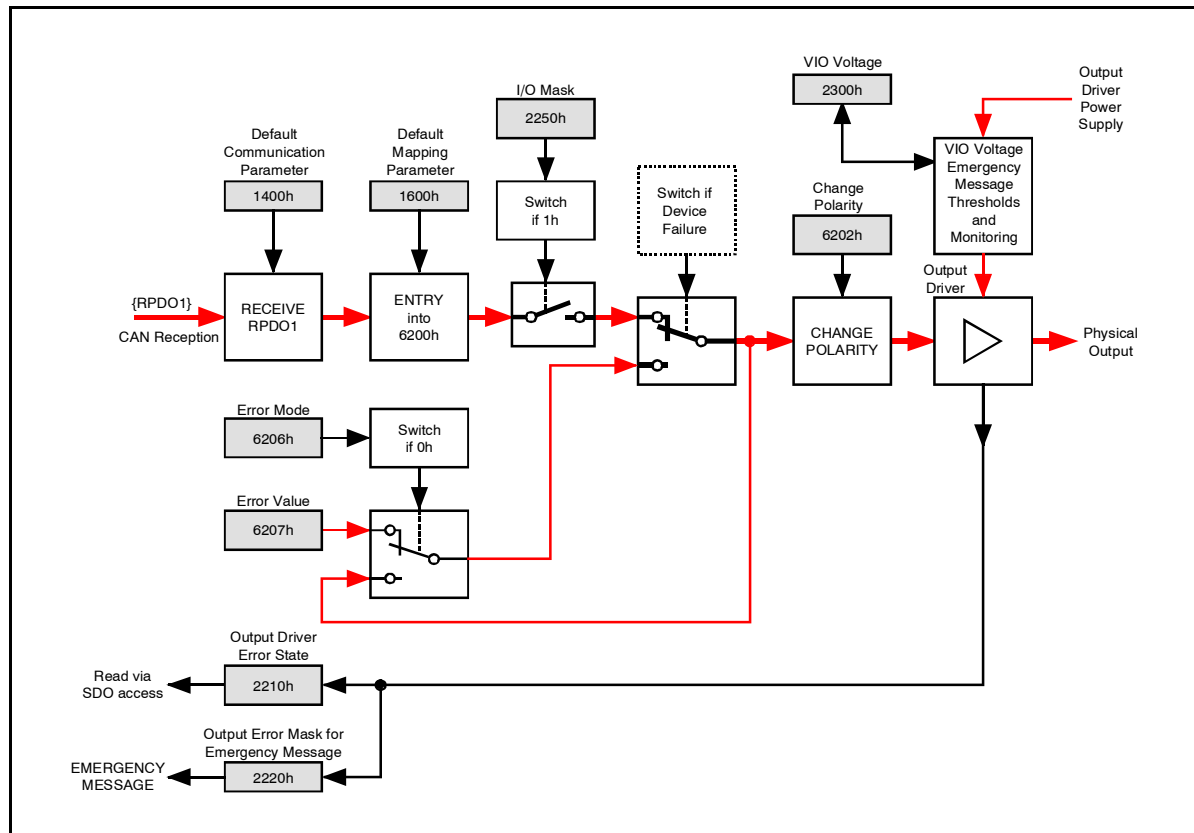 VIO Voltage
2300h
Output
Driver
Power
Supply
I/O Mask
2250h
Default
Communication
Parameter
1400h
Default
Mapping
Parameter
1600h
Switch
if 1h
Switch if
Device
Failure
Change
Polarity
6202h
VIO Voltage
Emergency
Message
Thresholds
and
Monitoring
Output
Driver
{RPDO1}
CAN Reception
RECEIVE
RPDO1
ENTRY
into
6200h
CHANGE
POLARITY
Physical
Output
Error Mode
6206h
Switch
if 0h
Error Value
6207h
Output Driver
Error State
Read via
SDO access
2210h
Output Error Mask for
Emergency Message
EMERGENCY
MESSAGE
2220h